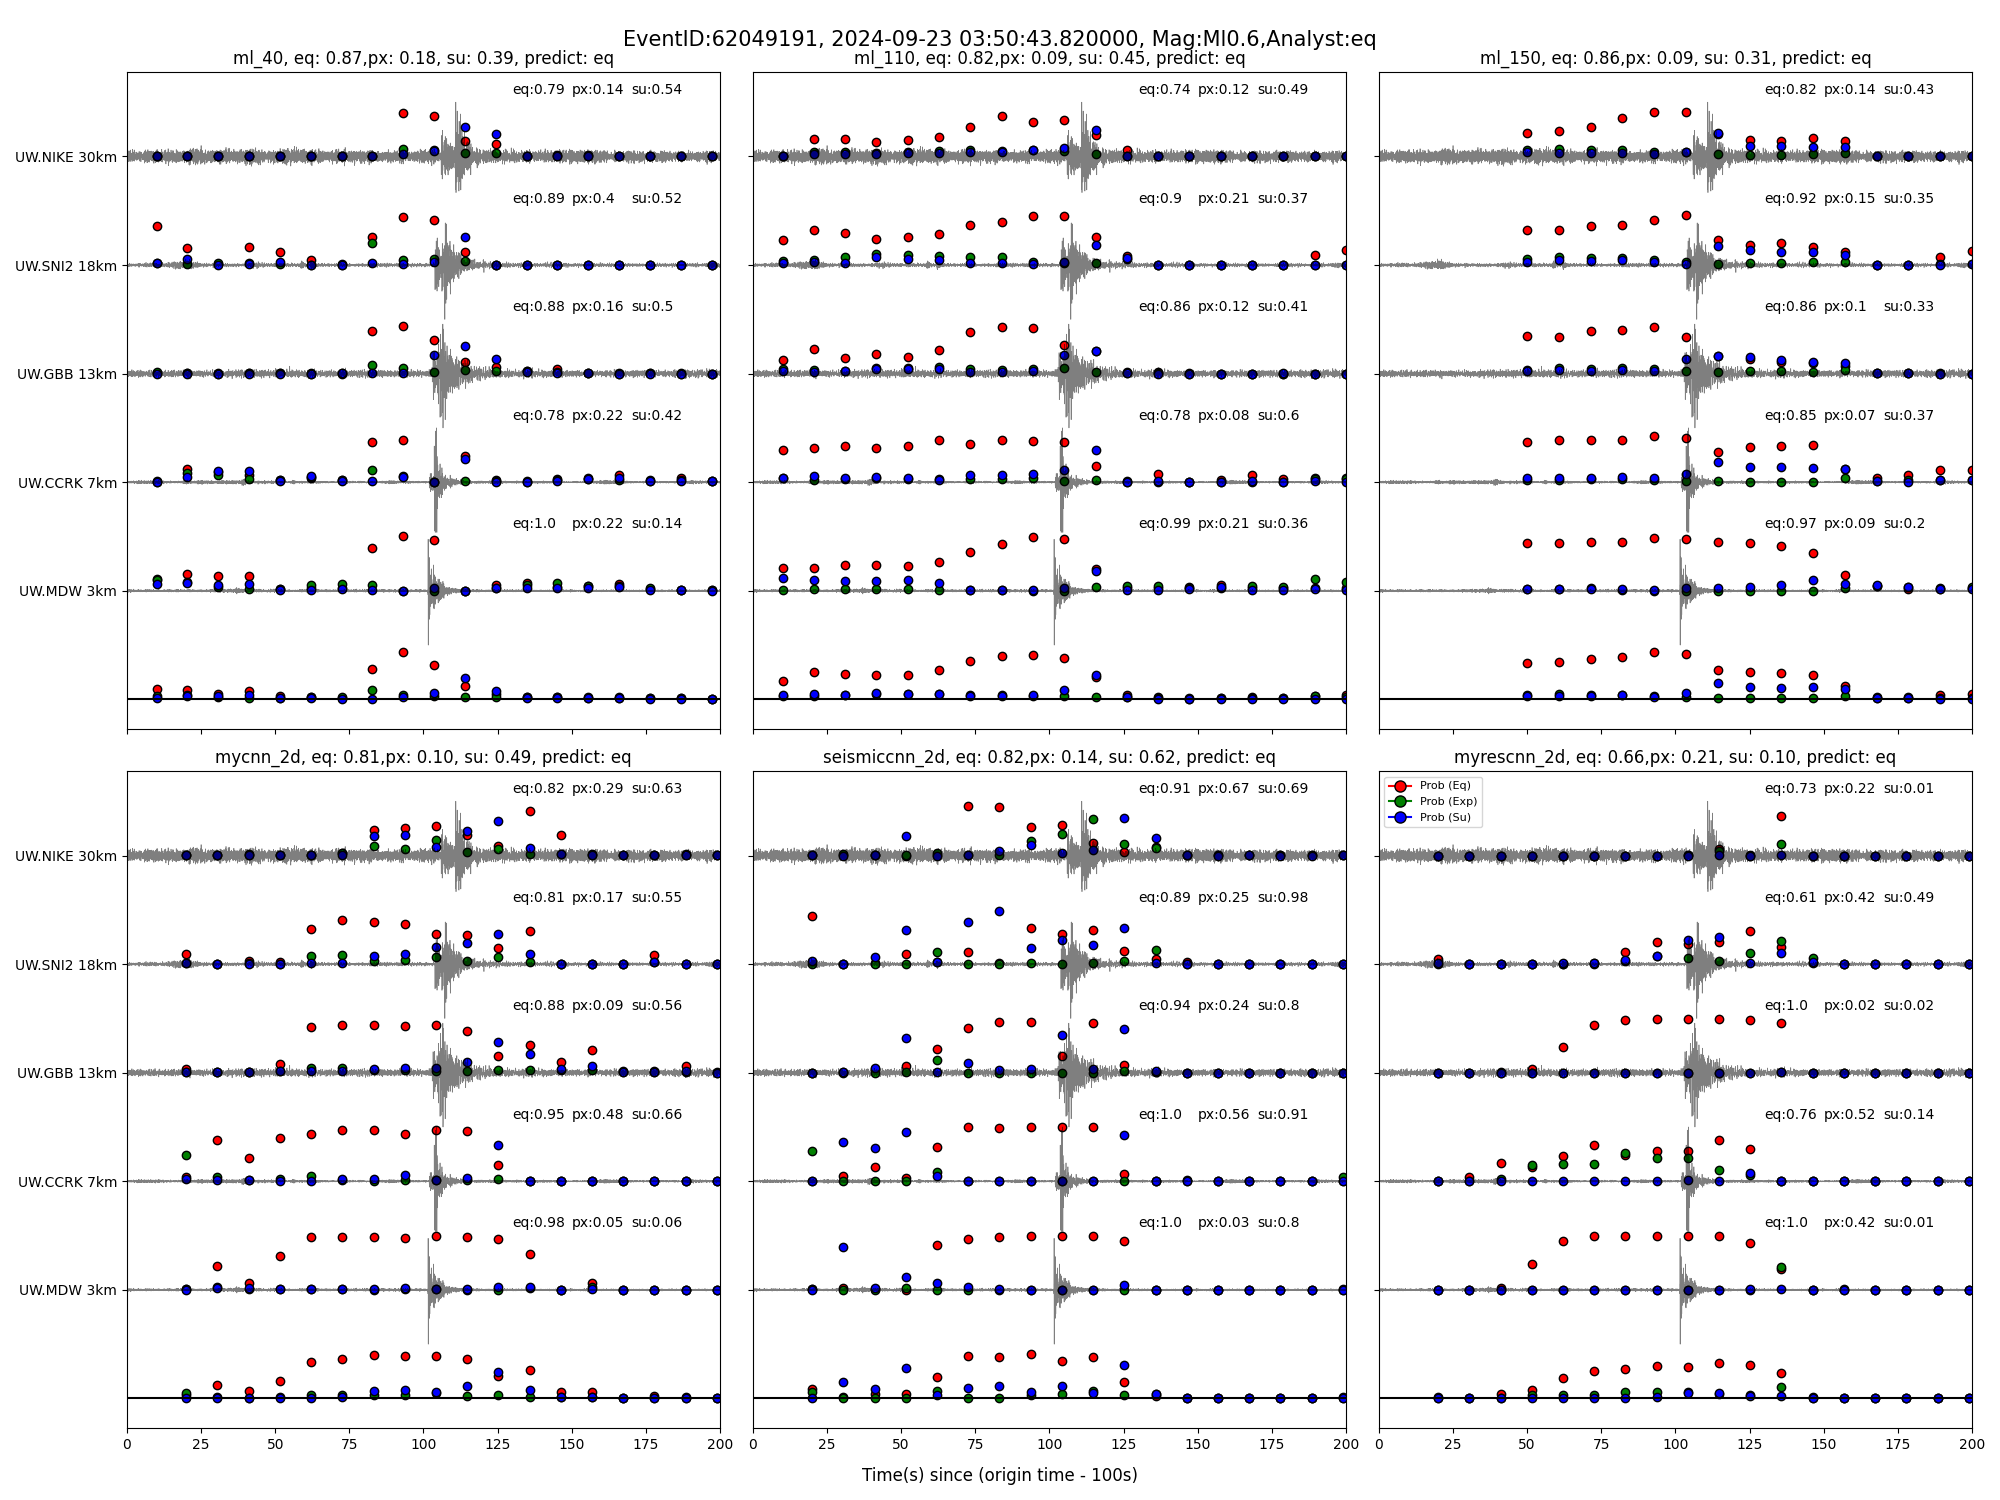 EventID:62049191, 2024-09-23 03:50:43.820000, Mag:Ml0.6,Analyst:eq
ml_40, eq: 0.87,px: 0.18, su: 0.39, predict: eq
eq:0.79 px:0.14 su:0.54
UW.NIKE 30km
eq:0.89 px:0.4 su:0.52
UW.SNI2 18km
eq:0.88 px:0.16 su:0.5
UW.GBB 13km
eq:0.78 px:0.22 su:0.42
UW.CCRK 7km
eq:1.0 px:0.22 su:0.14
UW.MDW 3km
ml_110, eq: 0.82,px: 0.09, su: 0.45, predict: eq
eq:0.74 px:0.12 su:0.49
eq:0.9 px:0.21 su:0.37
eq:0.86 px:0.12 su:0.41
eq:0.78 px:0.08 su:0.6
eq:0.99 px:0.21 su:0.36
ml_150, eq: 0.86,px: 0.09, su: 0.31, predict: eq
eq:0.82 px:0.14 su:0.43
eq:0.92 px:0.15 su:0.35
eq:0.86 px:0.1 su:0.33
eq:0.85 px:0.07 su:0.37
eq:0.97 px:0.09 su:0.2
mycnn_2d, eq: 0.81,px: 0.10, su: 0.49, predict: eq
eq:0.82 px:0.29 su:0.63
UW.NIKE 30km
eq:0.81 px:0.17 su:0.55
UW.SNI2 18km
eq:0.88 px:0.09 su:0.56
UW.GBB 13km
eq:0.95 px:0.48 su:0.66
UW.CCRK 7km
eq:0.98 px:0.05 su:0.06
UW.MDW 3km
0 25 50 75 100 125 150 175 200
seismiccnn_2d, eq: 0.82,px: 0.14, su: 0.62, predict: eq
eq:0.91 px:0.67 su:0.69
eq:0.89 px:0.25 su:0.98
eq:0.94 px:0.24 su:0.8
eq:1.0 px:0.56 su:0.91
eq:1.0 px:0.03 su:0.8
0 25 50 75 100 125 150 175 200
myrescnn_2d, eq: 0.66,px: 0.21, su: 0.10, predict: eq
Prob (Eq)
Prob (Exp)
Prob (Su)
eq:0.73 px:0.22 su:0.01
eq:0.61 px:0.42 su:0.49
eq:1.0 px:0.02 su:0.02
eq:0.76 px:0.52 su:0.14
eq:1.0 px:0.42 su:0.01
0 25 50 75 100 125 150 175 200
Time(s) since (origin time - 100s)